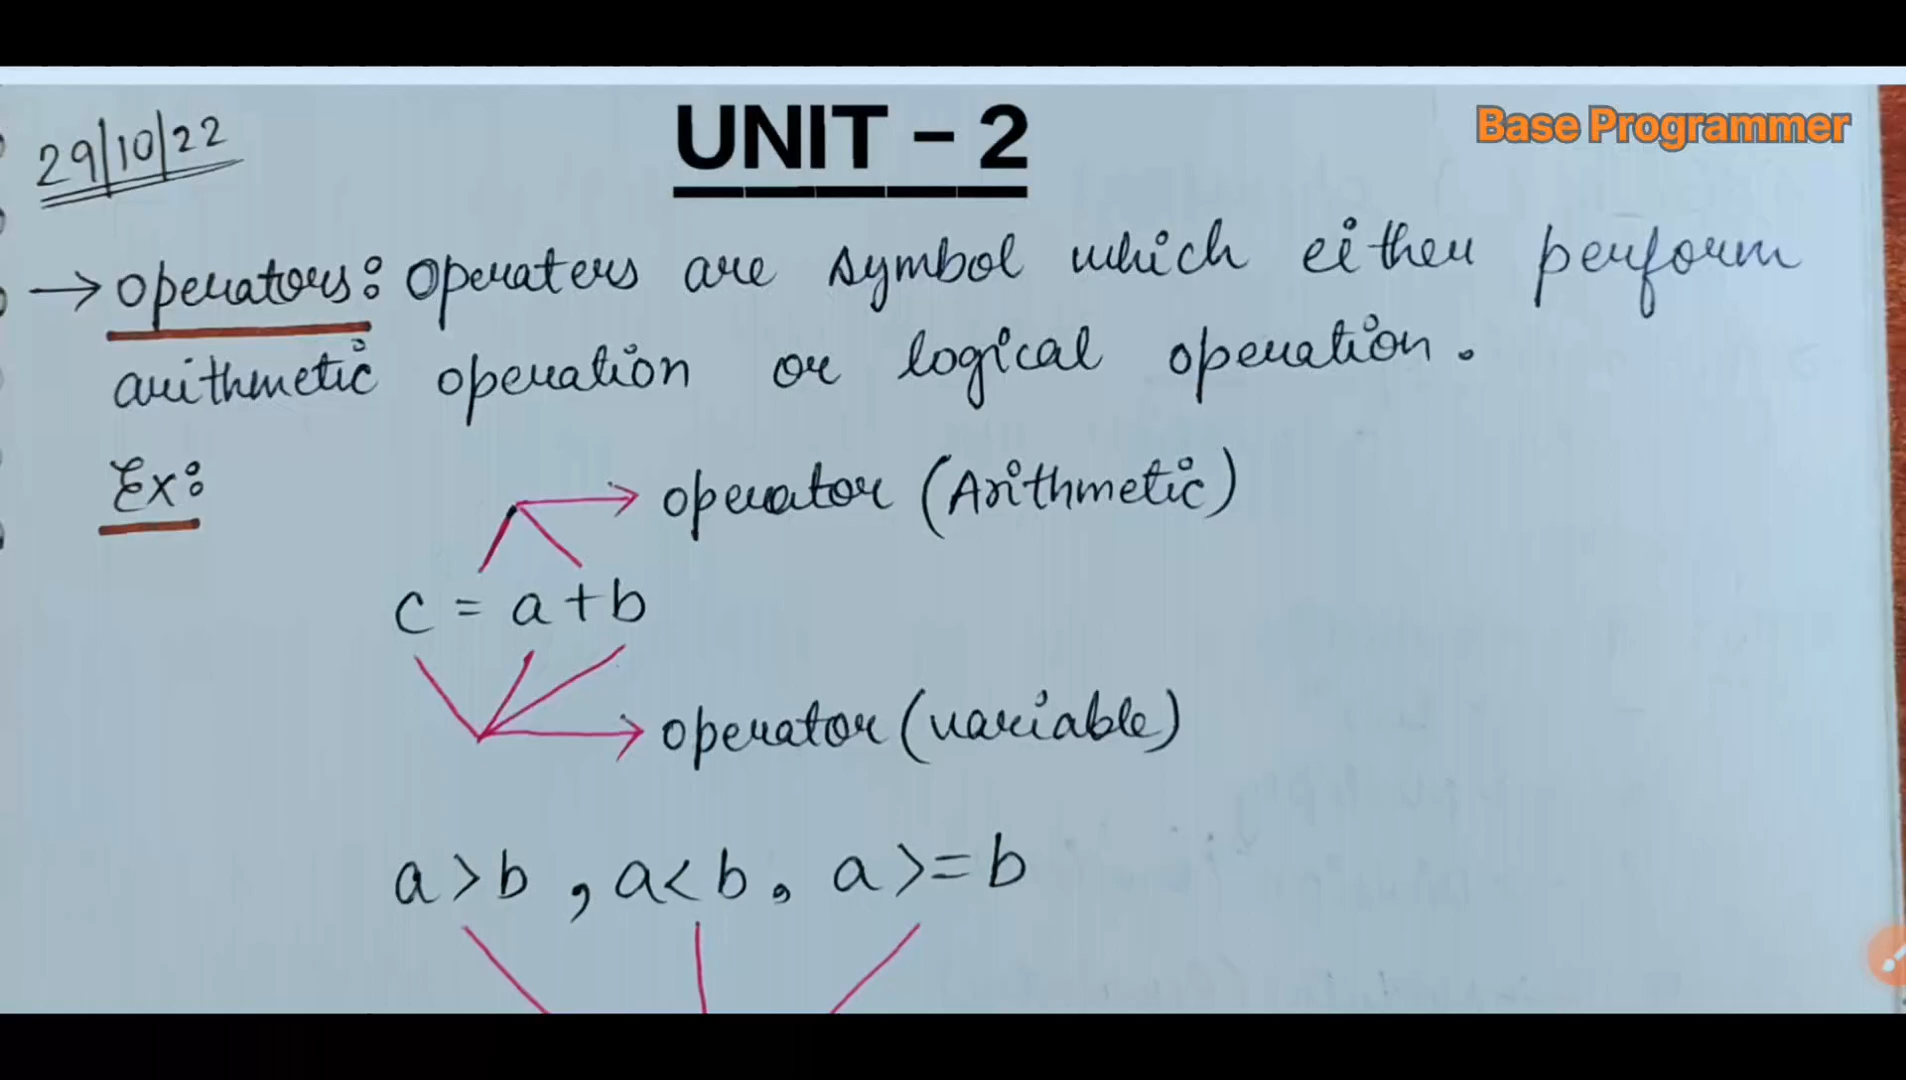 29/10/22
UNIT - 2
Base Programmer
→ operators: operaters are symbol which either perform
arithmetic operation or logical operation.
Ex:
operator (Arithmetic)
c = a+b
operator (variable)
a>b, a<b, a>=b